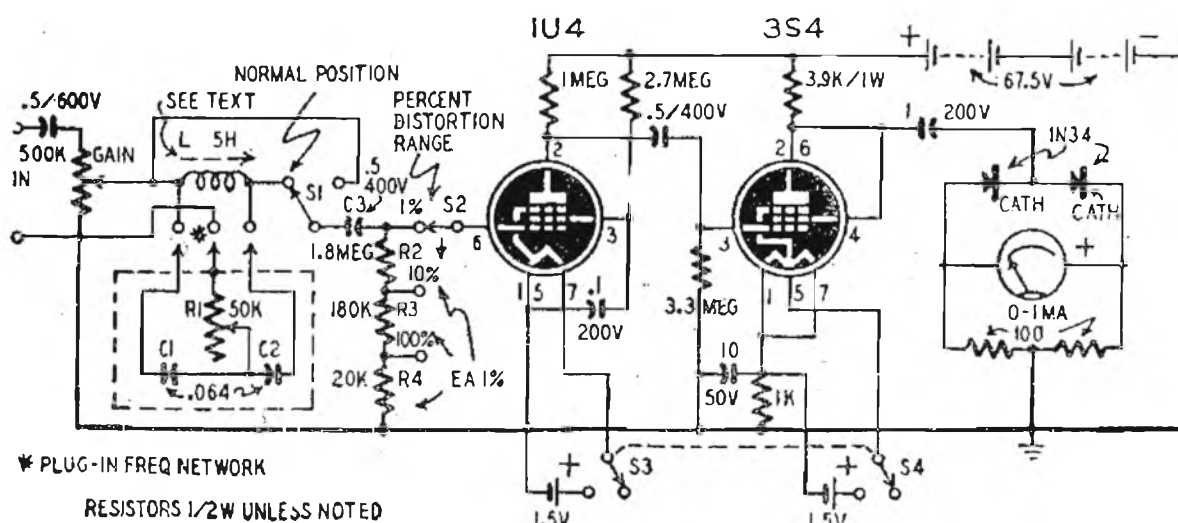 1U4
3S4
+
-
NORMAL POSITION
1MEG
2.7MEG
3.9K/1W
67.5V
.5/600V
SEE TEXT
PERCENT
DISTORTION
RANGE
.5/400V
.1
200V
500K
GAIN
L 5H
1N34
IN
S1
.5
400V
2
2 6
C3
1%
S2
CATH
CATH
6
3
3
4
*
1.8MEG
R2
10%
1 5 7
.1
200V
3.3 MEG
1 5 7
+
0-1MA
R1
50K
180K
R3
100%
100
C1
C2
.064
20K
R4
EA 1%
10
50V
1K
* PLUG-IN FREQ NETWORK
+
S3
+
S4
RESISTORS 1/2W UNLESS NOTED
1.5V
1.5V